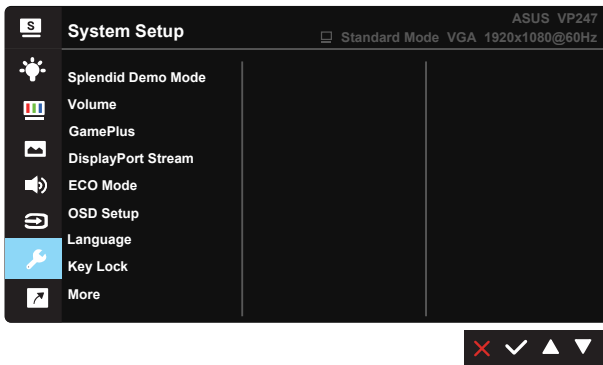 S
System Setup
ASUS VP247
Standard Mode VGA 1920x1080@60Hz
Splendid Demo Mode
Volume
GamePlus
DisplayPort Stream
ECO Mode
OSD Setup
Language
Key Lock
More